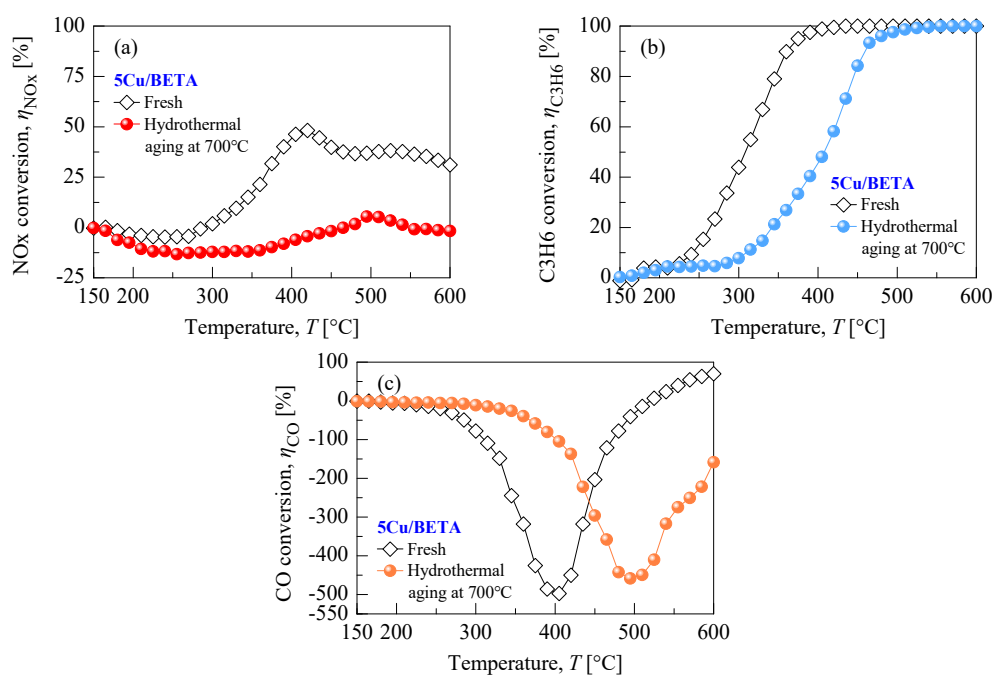 100
75
50
25
0
-25
NOx conversion, ηNOx [%]
(a)
5Cu/BETA
Fresh
Hydrothermal
aging at 700°C
150 200 300 400 500 600
Temperature, T [°C]
100
80
60
40
20
0
C3H6 conversion, ηC3H6 [%]
(b)
5Cu/BETA
Fresh
Hydrothermal
aging at 700°C
150 200 300 400 500 600
Temperature, T [°C]
100
0
-100
-200
-300
-400
-500
-550
CO conversion, ηCO [%]
(c)
5Cu/BETA
Fresh
Hydrothermal
aging at 700°C
150 200 300 400 500 600
Temperature, T [°C]